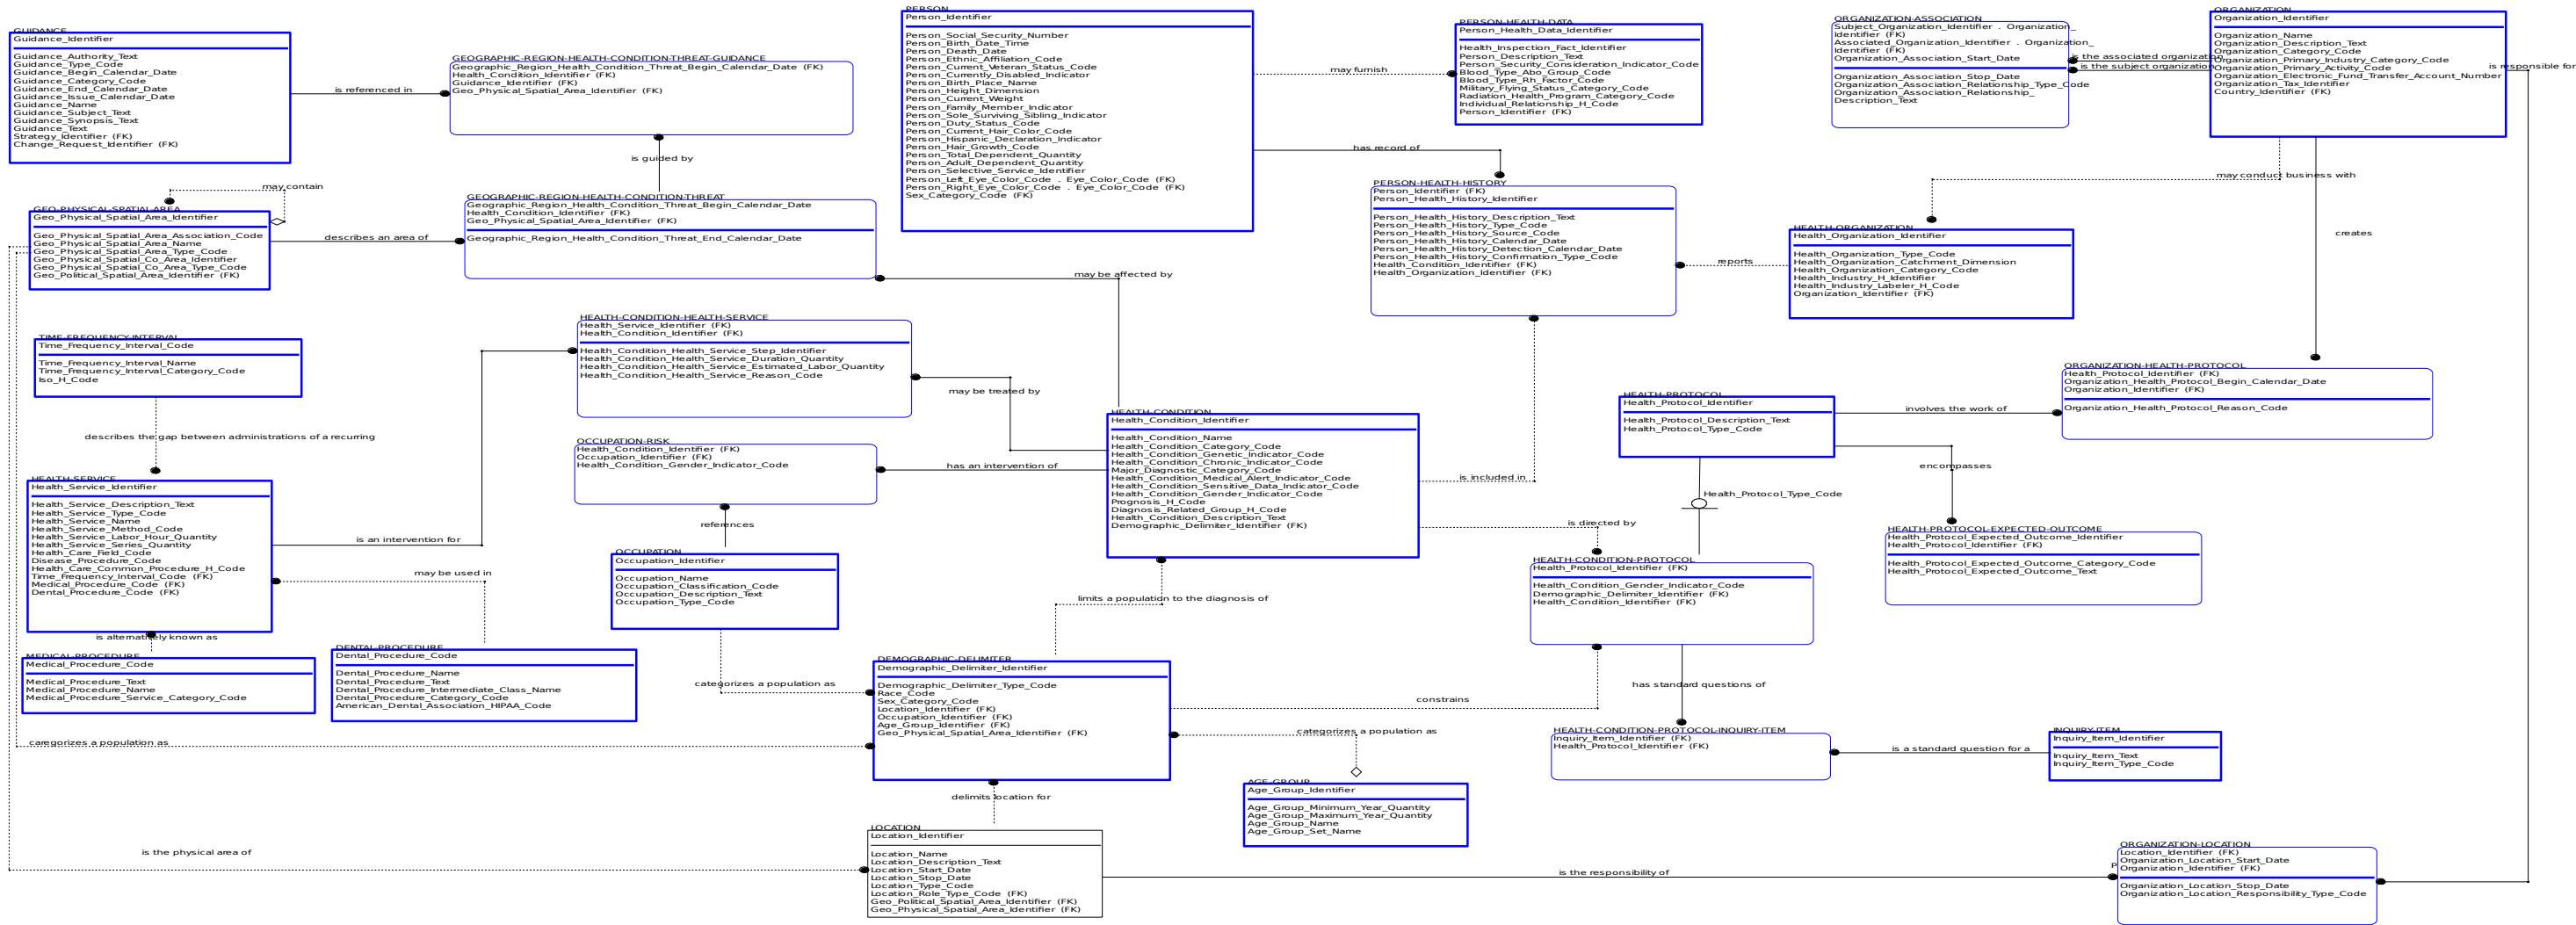 GUIDANCE
Guidance_Identifier
Guidance_Authority_Text
Guidance_Type_Code
Guidance_Begin_Calendar_Date
Guidance_Category_Code
Guidance_End_Calendar_Date
Guidance_Issue_Calendar_Date
Guidance_Name
Guidance_Subject_Text
Guidance_Synopsis_Text
Guidance_Text
Strategy_Identifier (FK)
Change_Request_Identifier (FK)
is referenced in
GEOGRAPHIC-REGION-HEALTH-CONDITION-THREAT-GUIDANCE
Geographic_Region_Health_Condition_Threat_Begin_Calendar_Date (FK)
Health_Condition_Identifier (FK)
Guidance_Identifier (FK)
Geo_Physical_Spatial_Area_Identifier (FK)
is guided by
PERSON
Person_Identifier
Person_Social_Security_Number
Person_Birth_Date_Time
Person_Death_Date
Person_Ethnic_Affiliation_Code
Person_Current_Veteran_Status_Code
Person_Currently_Disabled_Indicator
Person_Birth_Place_Name
Person_Height_Dimension
Person_Current_Weight
Person_Family_Member_Indicator
Person_Sole_Surviving_Sibling_Indicator
Person_Duty_Status_Code
Person_Current_Hair_Color_Code
Person_Hispanic_Declaration_Indicator
Person_Hair_Growth_Code
Person_Total_Dependent_Quantity
Person_Adult_Dependent_Quantity
Person_Selective_Service_Identifier
Person_Left_Eye_Color_Code . Eye_Color_Code (FK)
Person_Right_Eye_Color_Code . Eye_Color_Code (FK)
Sex_Category_Code (FK)
may furnish
has record of
PERSON-HEALTH-DATA
Person_Health_Data_Identifier
Health_Inspection_Fact_Identifier
Person_Description_Text
Person_Security_Consideration_Indicator_Code
Blood_Type_Abo_Group_Code
Blood_Type_Rh_Factor_Code
Military_Flying_Status_Category_Code
Radiation_Health_Program_Category_Code
Individual_Relationship_H_Code
Person_Identifier (FK)
ORGANIZATION-ASSOCIATION
Subject_Organization_Identifier . Organization_
Identifier (FK)
Associated_Organization_Identifier . Organization_
Identifier (FK)
Organization_Association_Start_Date
Organization_Association_Stop_Date
Organization_Association_Relationship_Type_Code
Organization_Association_Relationship_
Description_Text
is the associated organization
is the subject organization
ORGANIZATION
Organization_Identifier
Organization_Name
Organization_Description_Text
Organization_Category_Code
Organization_Primary_Industry_Category_Code
Organization_Primary_Activity_Code
Organization_Electronic_Fund_Transfer_Account_Number
Organization_Tax_Identifier
Country_Identifier (FK)
is responsible for
may conduct business with
creates
may contain
GEO-PHYSICAL-SPATIAL-AREA
Geo_Physical_Spatial_Area_Identifier
Geo_Physical_Spatial_Area_Association_Code
Geo_Physical_Spatial_Area_Name
Geo_Physical_Spatial_Area_Type_Code
Geo_Physical_Spatial_Co_Area_Identifier
Geo_Physical_Spatial_Co_Area_Type_Code
Geo_Political_Spatial_Area_Identifier (FK)
describes an area of
GEOGRAPHIC-REGION-HEALTH-CONDITION-THREAT
Geographic_Region_Health_Condition_Threat_Begin_Calendar_Date
Health_Condition_Identifier (FK)
Geo_Physical_Spatial_Area_Identifier (FK)
Geographic_Region_Health_Condition_Threat_End_Calendar_Date
may be affected by
PERSON-HEALTH-HISTORY
Person_Identifier (FK)
Person_Health_History_Identifier
Person_Health_History_Description_Text
Person_Health_History_Type_Code
Person_Health_History_Source_Code
Person_Health_History_Calendar_Date
Person_Health_History_Detection_Calendar_Date
Person_Health_History_Confirmation_Type_Code
Health_Condition_Identifier (FK)
Health_Organization_Identifier (FK)
reports
HEALTH-ORGANIZATION
Health_Organization_Identifier
Health_Organization_Type_Code
Health_Organization_Catchment_Dimension
Health_Organization_Category_Code
Health_Industry_H_Identifier
Health_Industry_Labeler_H_Code
Organization_Identifier (FK)
TIME-FREQUENCY-INTERVAL
Time_Frequency_Interval_Code
Time_Frequency_Interval_Name
Time_Frequency_Interval_Category_Code
Iso_H_Code
describes the gap between administrations of a recurring
HEALTH-CONDITION-HEALTH-SERVICE
Health_Service_Identifier (FK)
Health_Condition_Identifier (FK)
Health_Condition_Health_Service_Step_Identifier
Health_Condition_Health_Service_Duration_Quantity
Health_Condition_Health_Service_Estimated_Labor_Quantity
Health_Condition_Health_Service_Reason_Code
may be treated by
OCCUPATION-RISK
Health_Condition_Identifier (FK)
Occupation_Identifier (FK)
Health_Condition_Gender_Indicator_Code
has an intervention of
references
HEALTH-CONDITION
Health_Condition_Identifier
Health_Condition_Name
Health_Condition_Category_Code
Health_Condition_Genetic_Indicator_Code
Health_Condition_Chronic_Indicator_Code
Major_Diagnostic_Category_Code
Health_Condition_Medical_Alert_Indicator_Code
Health_Condition_Sensitive_Data_Indicator_Code
Health_Condition_Gender_Indicator_Code
Prognosis_H_Code
Diagnosis_Related_Group_H_Code
Health_Condition_Description_Text
Demographic_Delimiter_Identifier (FK)
is included in
is directed by
HEALTH-PROTOCOL
Health_Protocol_Identifier
Health_Protocol_Description_Text
Health_Protocol_Type_Code
involves the work of
encompasses
Health_Protocol_Type_Code
ORGANIZATION-HEALTH-PROTOCOL
Health_Protocol_Identifier (FK)
Organization_Health_Protocol_Begin_Calendar_Date
Organization_Identifier (FK)
Organization_Health_Protocol_Reason_Code
HEALTH-PROTOCOL-EXPECTED-OUTCOME
Health_Protocol_Expected_Outcome_Identifier
Health_Protocol_Identifier (FK)
Health_Protocol_Expected_Outcome_Category_Code
Health_Protocol_Expected_Outcome_Text
HEALTH-SERVICE
Health_Service_Identifier
Health_Service_Description_Text
Health_Service_Type_Code
Health_Service_Name
Health_Service_Method_Code
Health_Service_Labor_Hour_Quantity
Health_Service_Series_Quantity
Health_Care_Field_Code
Disease_Procedure_Code
Health_Care_Common_Procedure_H_Code
Time_Frequency_Interval_Code (FK)
Medical_Procedure_Code (FK)
Dental_Procedure_Code (FK)
is an intervention for
may be used in
is alternatively known as
OCCUPATION
Occupation_Identifier
Occupation_Name
Occupation_Classification_Code
Occupation_Description_Text
Occupation_Type_Code
limits a population to the diagnosis of
HEALTH-CONDITION-PROTOCOL
Health_Protocol_Identifier (FK)
Health_Condition_Gender_Indicator_Code
Demographic_Delimiter_Identifier (FK)
Health_Condition_Identifier (FK)
has standard questions of
MEDICAL-PROCEDURE
Medical_Procedure_Code
Medical_Procedure_Text
Medical_Procedure_Name
Medical_Procedure_Service_Category_Code
DENTAL-PROCEDURE
Dental_Procedure_Code
Dental_Procedure_Name
Dental_Procedure_Text
Dental_Procedure_Intermediate_Class_Name
Dental_Procedure_Category_Code
American_Dental_Association_HIPAA_Code
categorizes a population as
caregorizes a population as
DEMOGRAPHIC-DELIMITER
Demographic_Delimiter_Identifier
Demographic_Delimiter_Type_Code
Race_Code
Sex_Category_Code
Location_Identifier (FK)
Occupation_Identifier (FK)
Age_Group_Identifier (FK)
Geo_Physical_Spatial_Area_Identifier (FK)
constrains
categorizes a population as
delimits location for
AGE-GROUP
Age_Group_Identifier
Age_Group_Minimum_Year_Quantity
Age_Group_Maximum_Year_Quantity
Age_Group_Name
Age_Group_Set_Name
HEALTH-CONDITION-PROTOCOL-INQUIRY-ITEM
Inquiry_Item_Identifier (FK)
Health_Protocol_Identifier (FK)
is a standard question for a
INQUIRY-ITEM
Inquiry_Item_Identifier
Inquiry_Item_Text
Inquiry_Item_Type_Code
is the physical area of
LOCATION
Location_Identifier
Location_Name
Location_Description_Text
Location_Start_Date
Location_Stop_Date
Location_Type_Code
Location_Role_Type_Code (FK)
Geo_Political_Spatial_Area_Identifier (FK)
Geo_Physical_Spatial_Area_Identifier (FK)
is the responsibility of
P
ORGANIZATION-LOCATION
Location_Identifier (FK)
Organization_Location_Start_Date
Organization_Identifier (FK)
Organization_Location_Stop_Date
Organization_Location_Responsibility_Type_Code